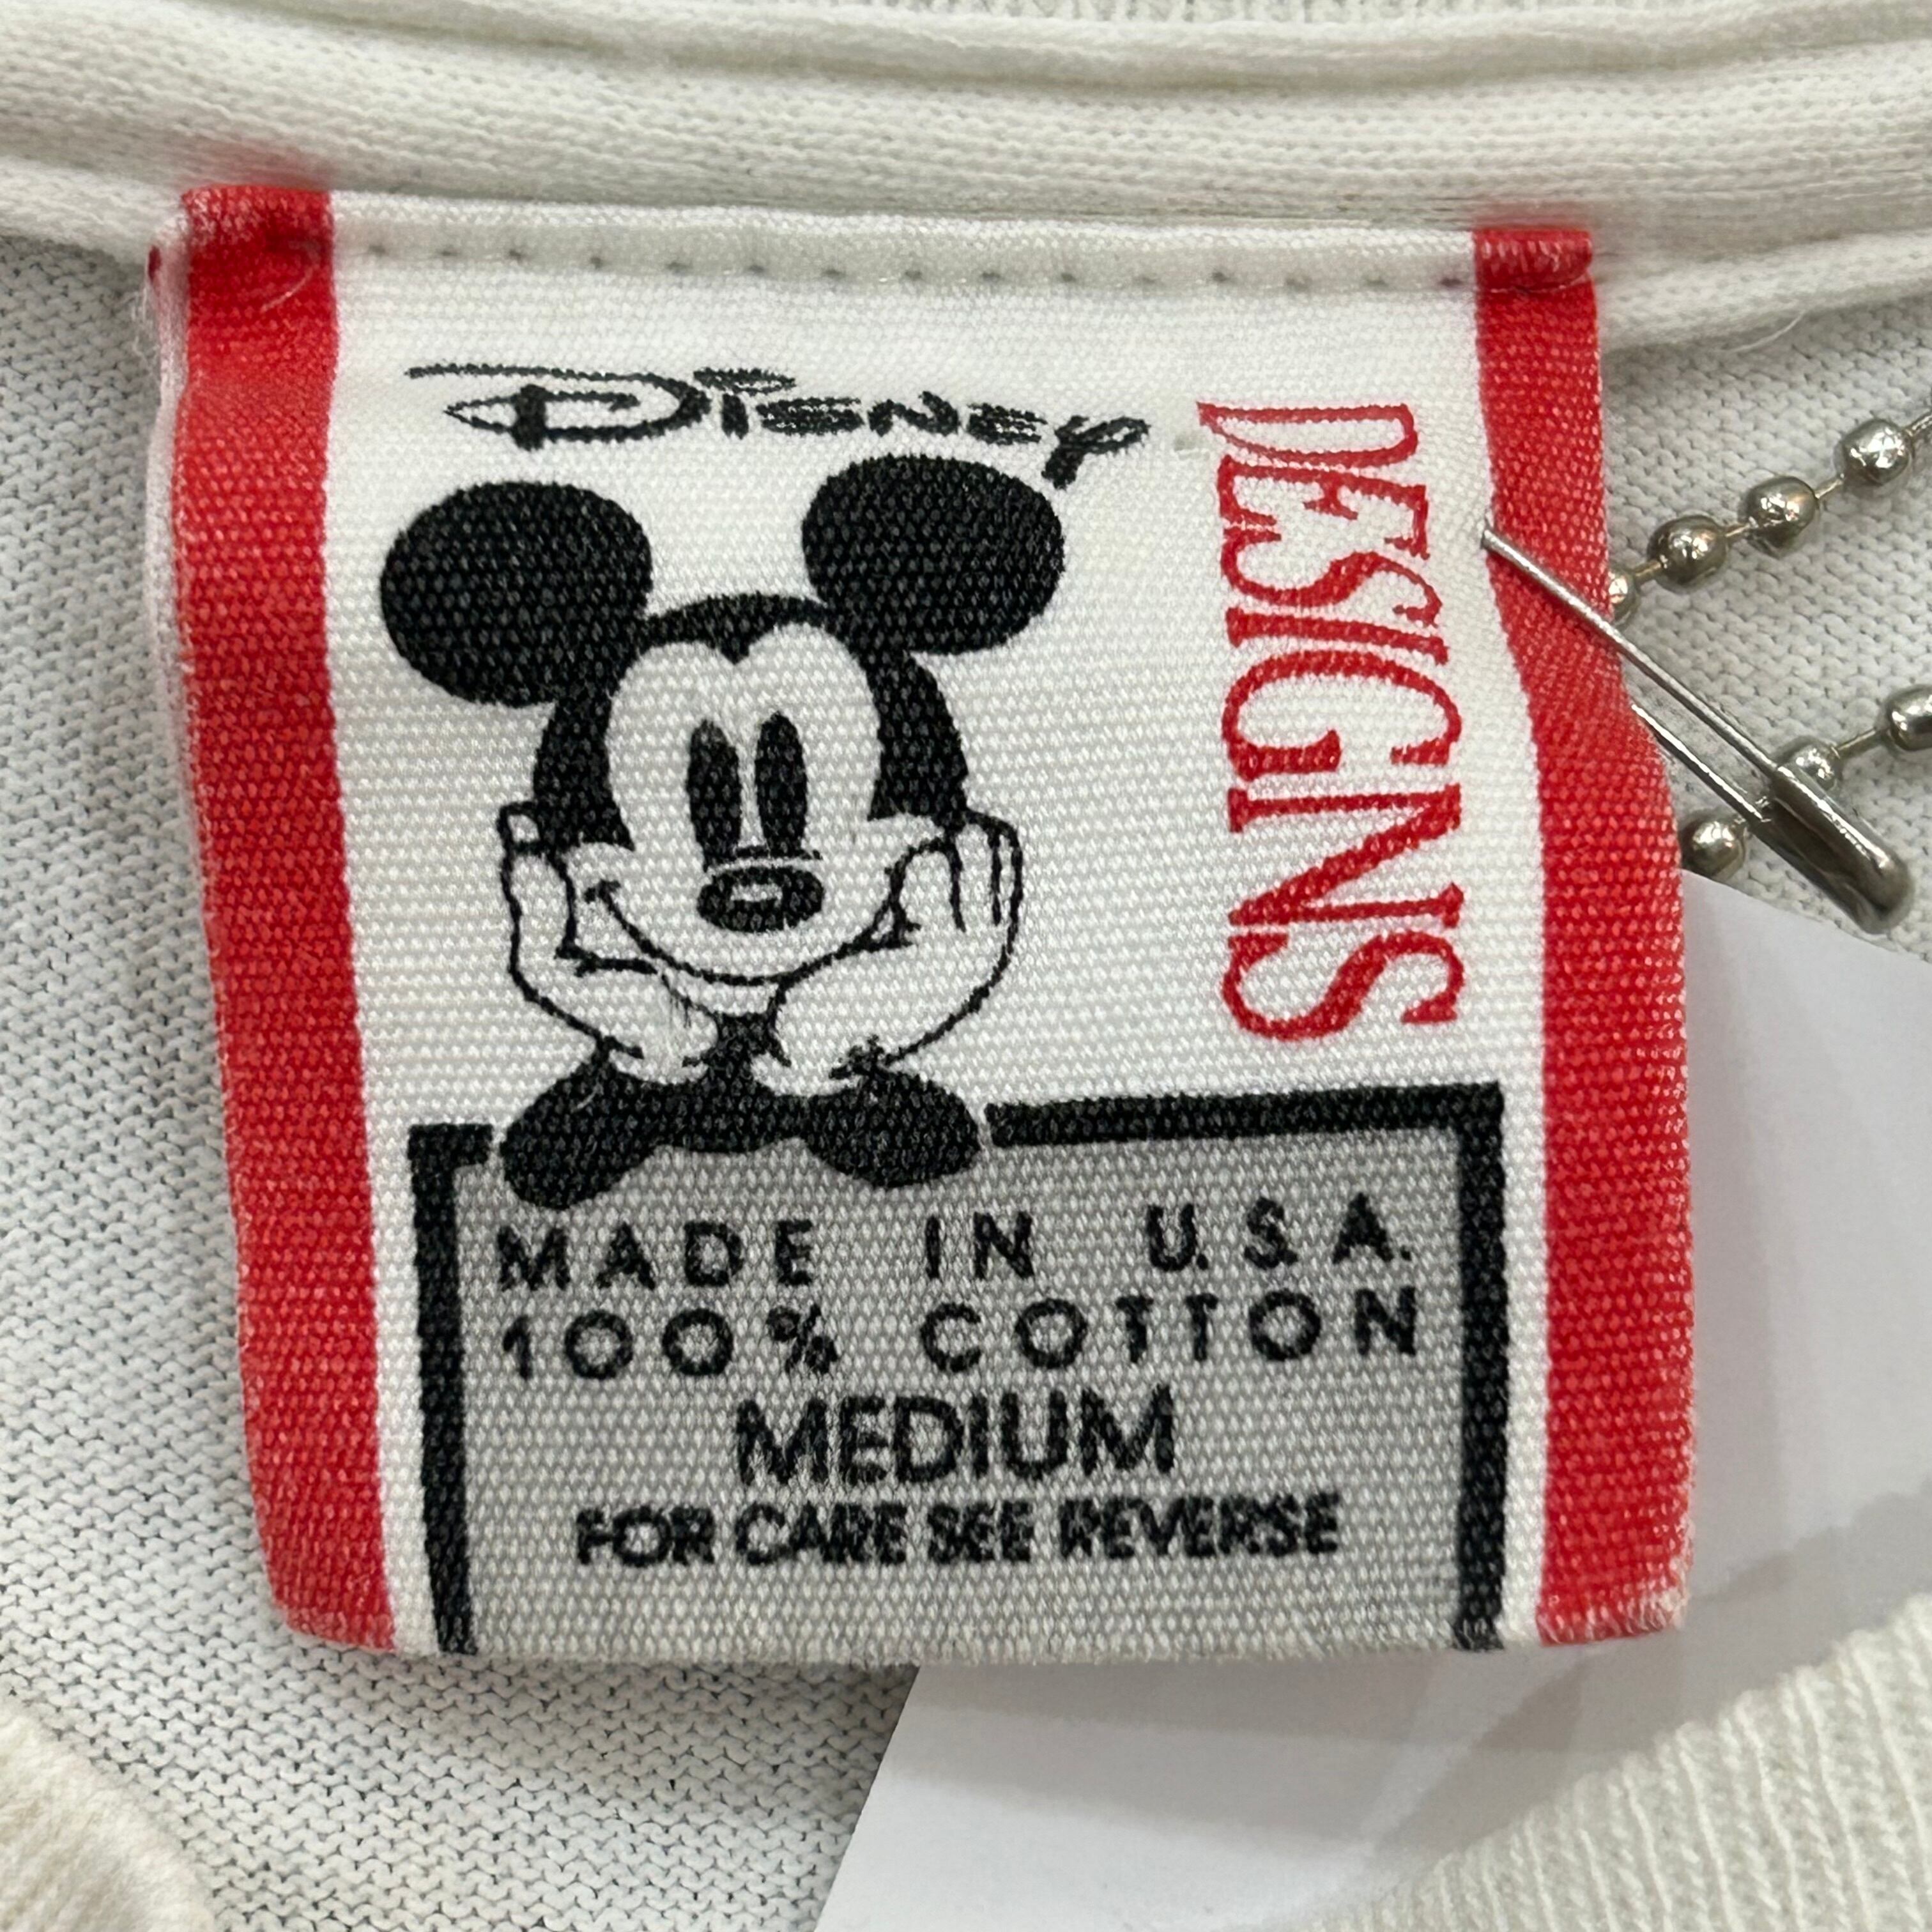 Disney
DESIGNS
MADE IN U.S.A.
100% COTTON
MEDIUM
FOR CARE SEE REVERSE